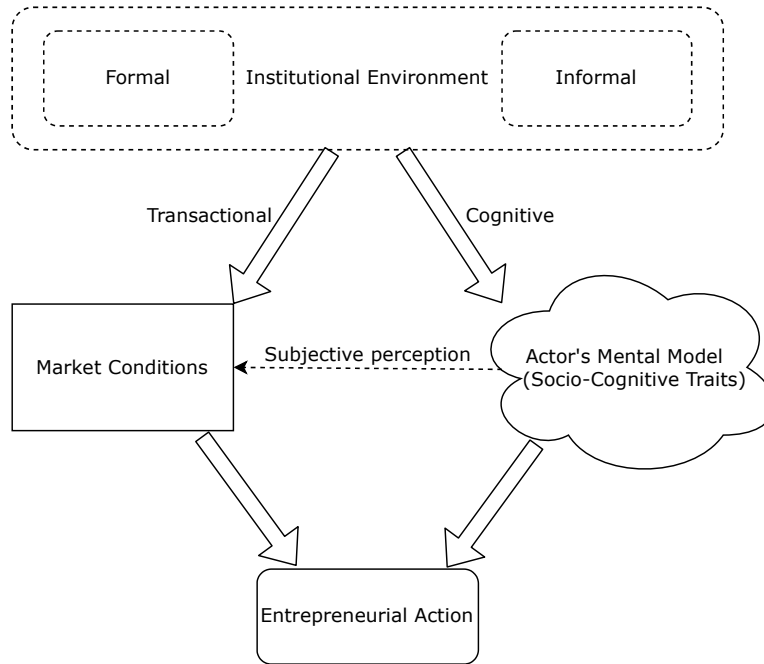 Formal
Institutional Environment
Informal
Transactional
Cognitive
Market Conditions
Subjective perception
Actor's Mental Model
(Socio-Cognitive Traits)
Entrepreneurial Action